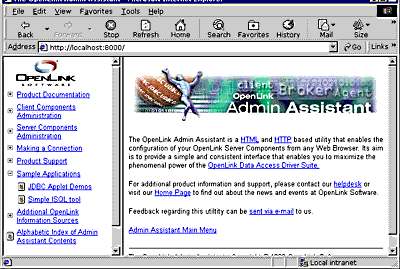 File Edit View Favorites Tools Help
Back Forward Stop Refresh Home Search Favorites History Mail Size
Address http://localhost:8000/ Go Links »
OPENLINK
SOFTWARE
Product Documentation
Client Components
Administration
Server Components
Administration
Making a Connection
Product Support
Sample Applications
JDBC Applet Demos
Simple ISQL tool
Additional OpenLink
Information Sources
Alphabetic Index of Admin
Assistant Contents
client
Broker
Agent
OPENLINK
Admin Assistant
The OpenLink Admin Assistant is a HTML and HTTP based utility that enables the
configuration of your OpenLink Server Components from any Web Browser. Its aim
is to provide a simple and consistent interface that enables you to maximize the
phenomenal power of the OpenLink Data Access Driver Suite.
For additional product information and support, please contact our helpdesk or
visit our Home Page to find out about the news and events at OpenLink Software.
Feedback regarding this utility can be sent via e-mail to us.
Admin Assistant Main Menu
Local intranet